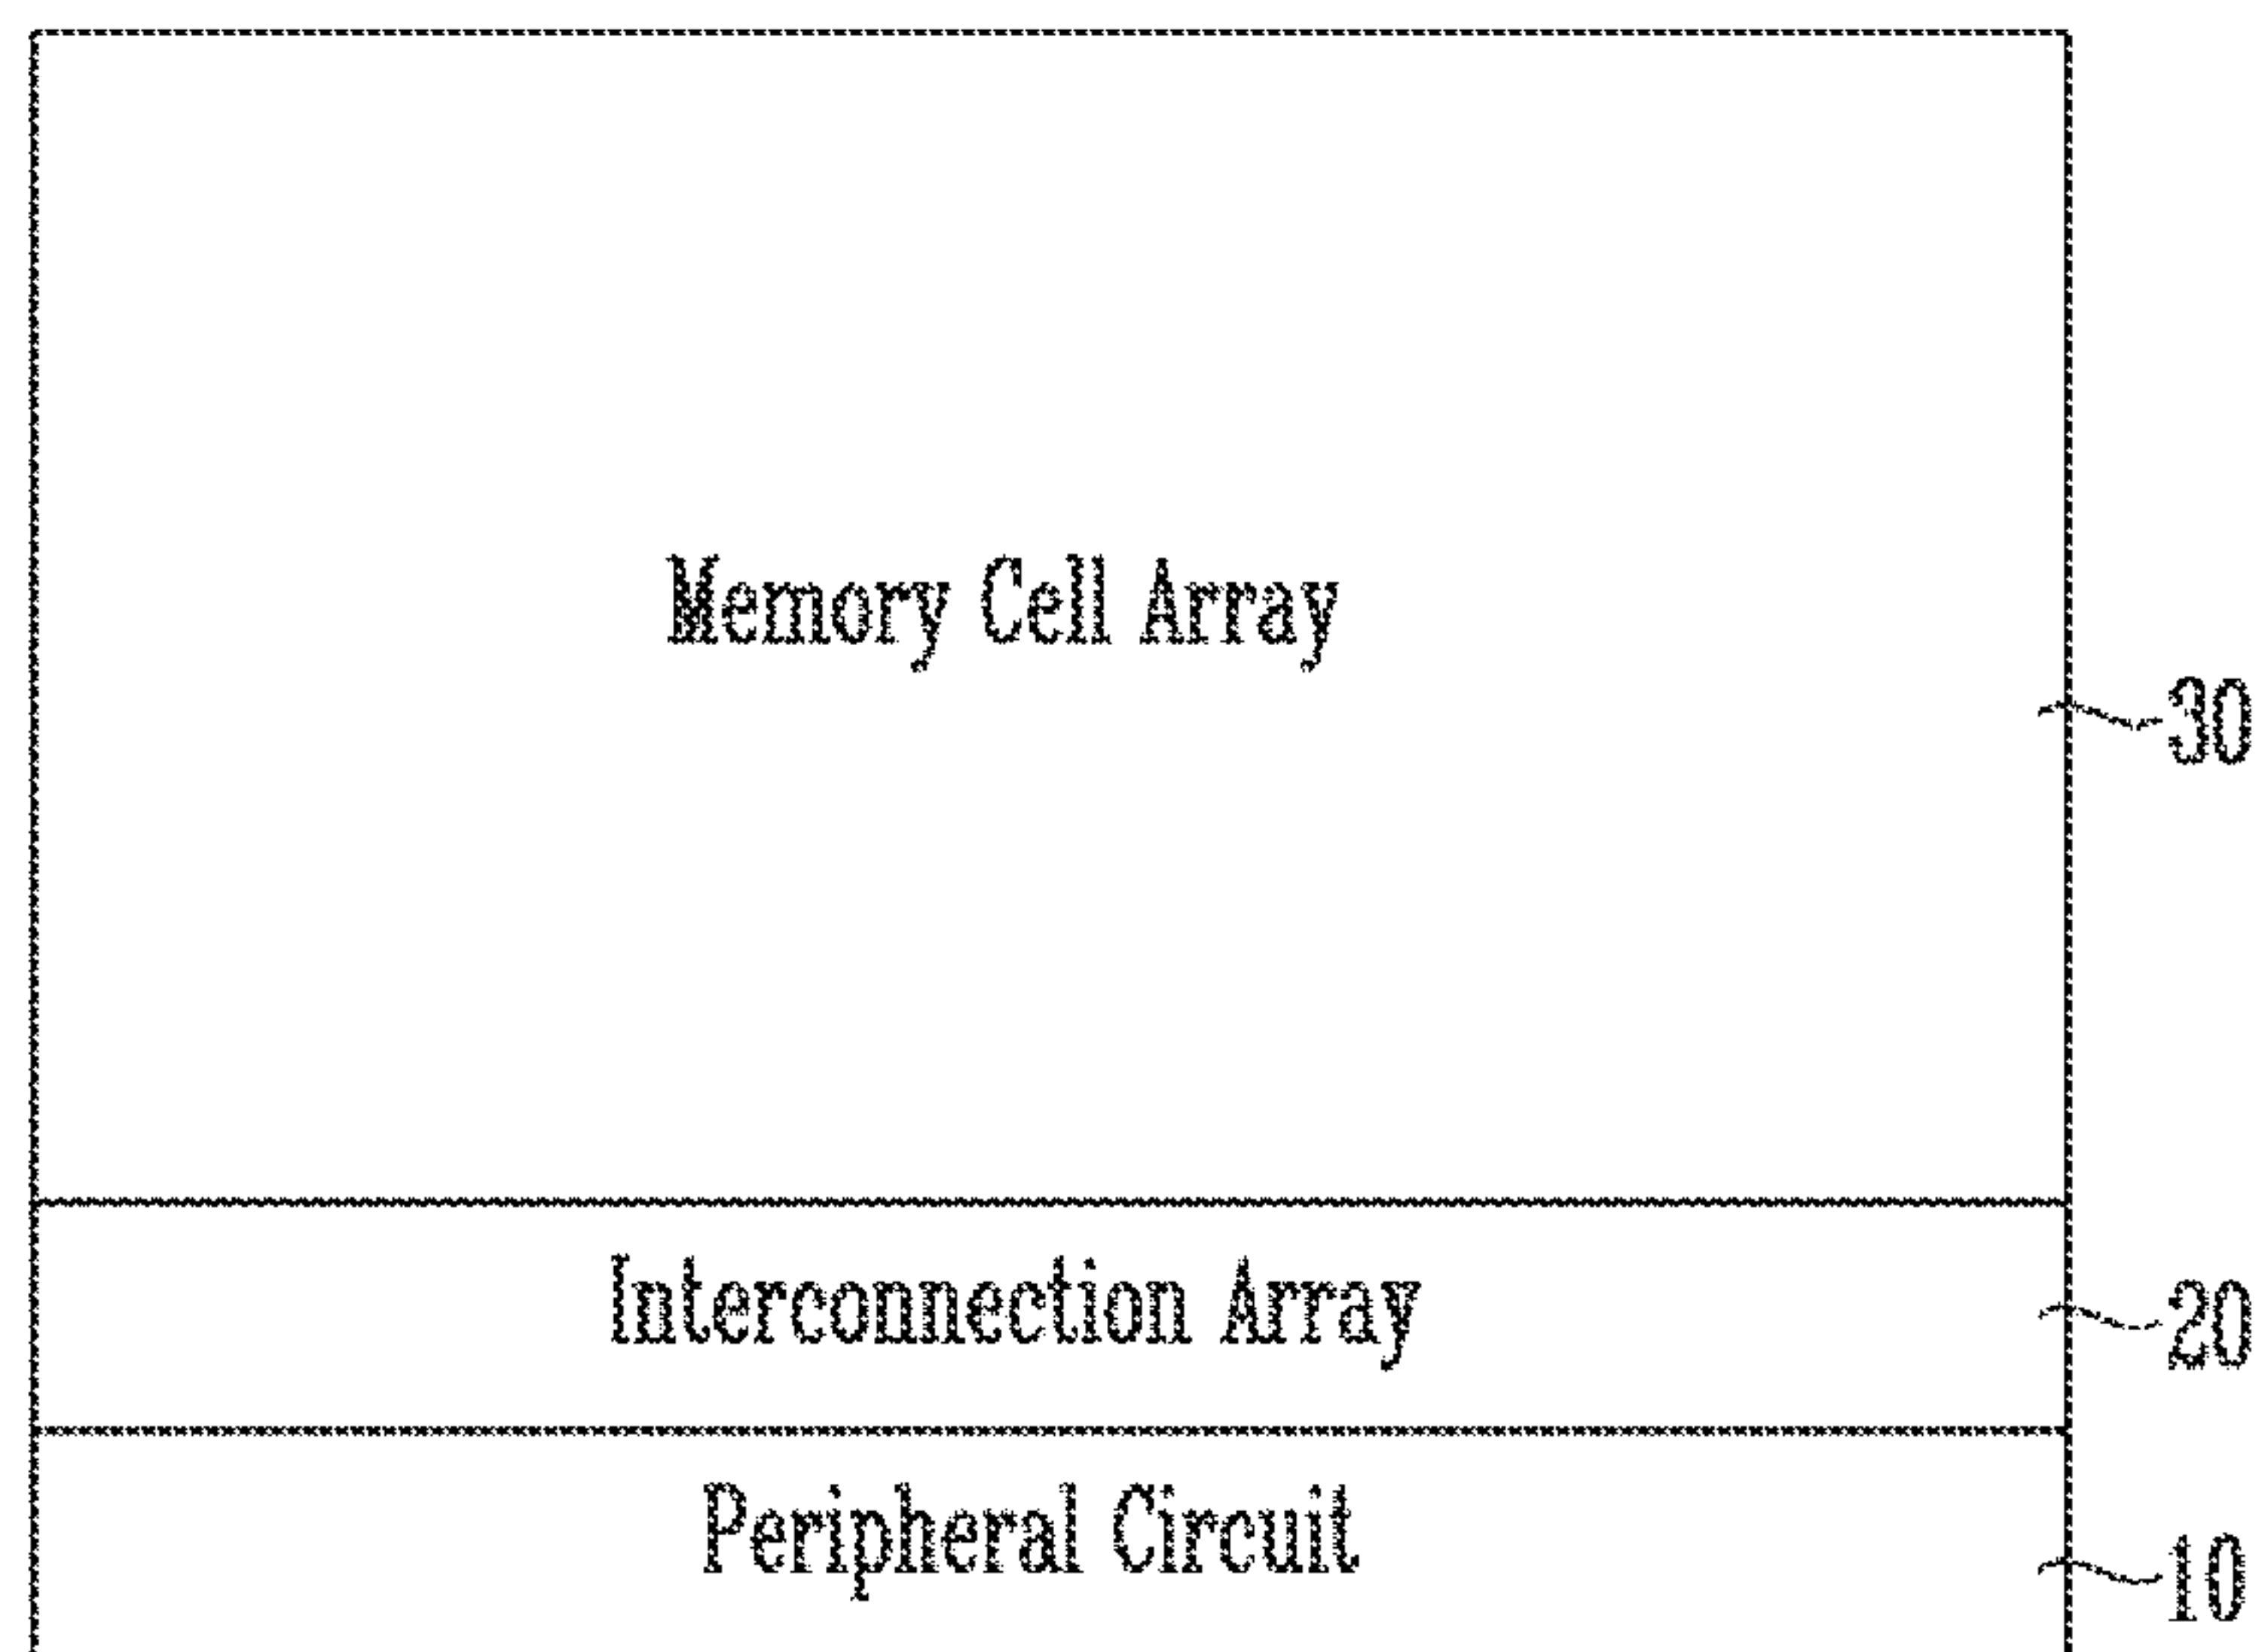 Memory Cell Array
30
Interconnection Array
20
Peripheral Circuit
10